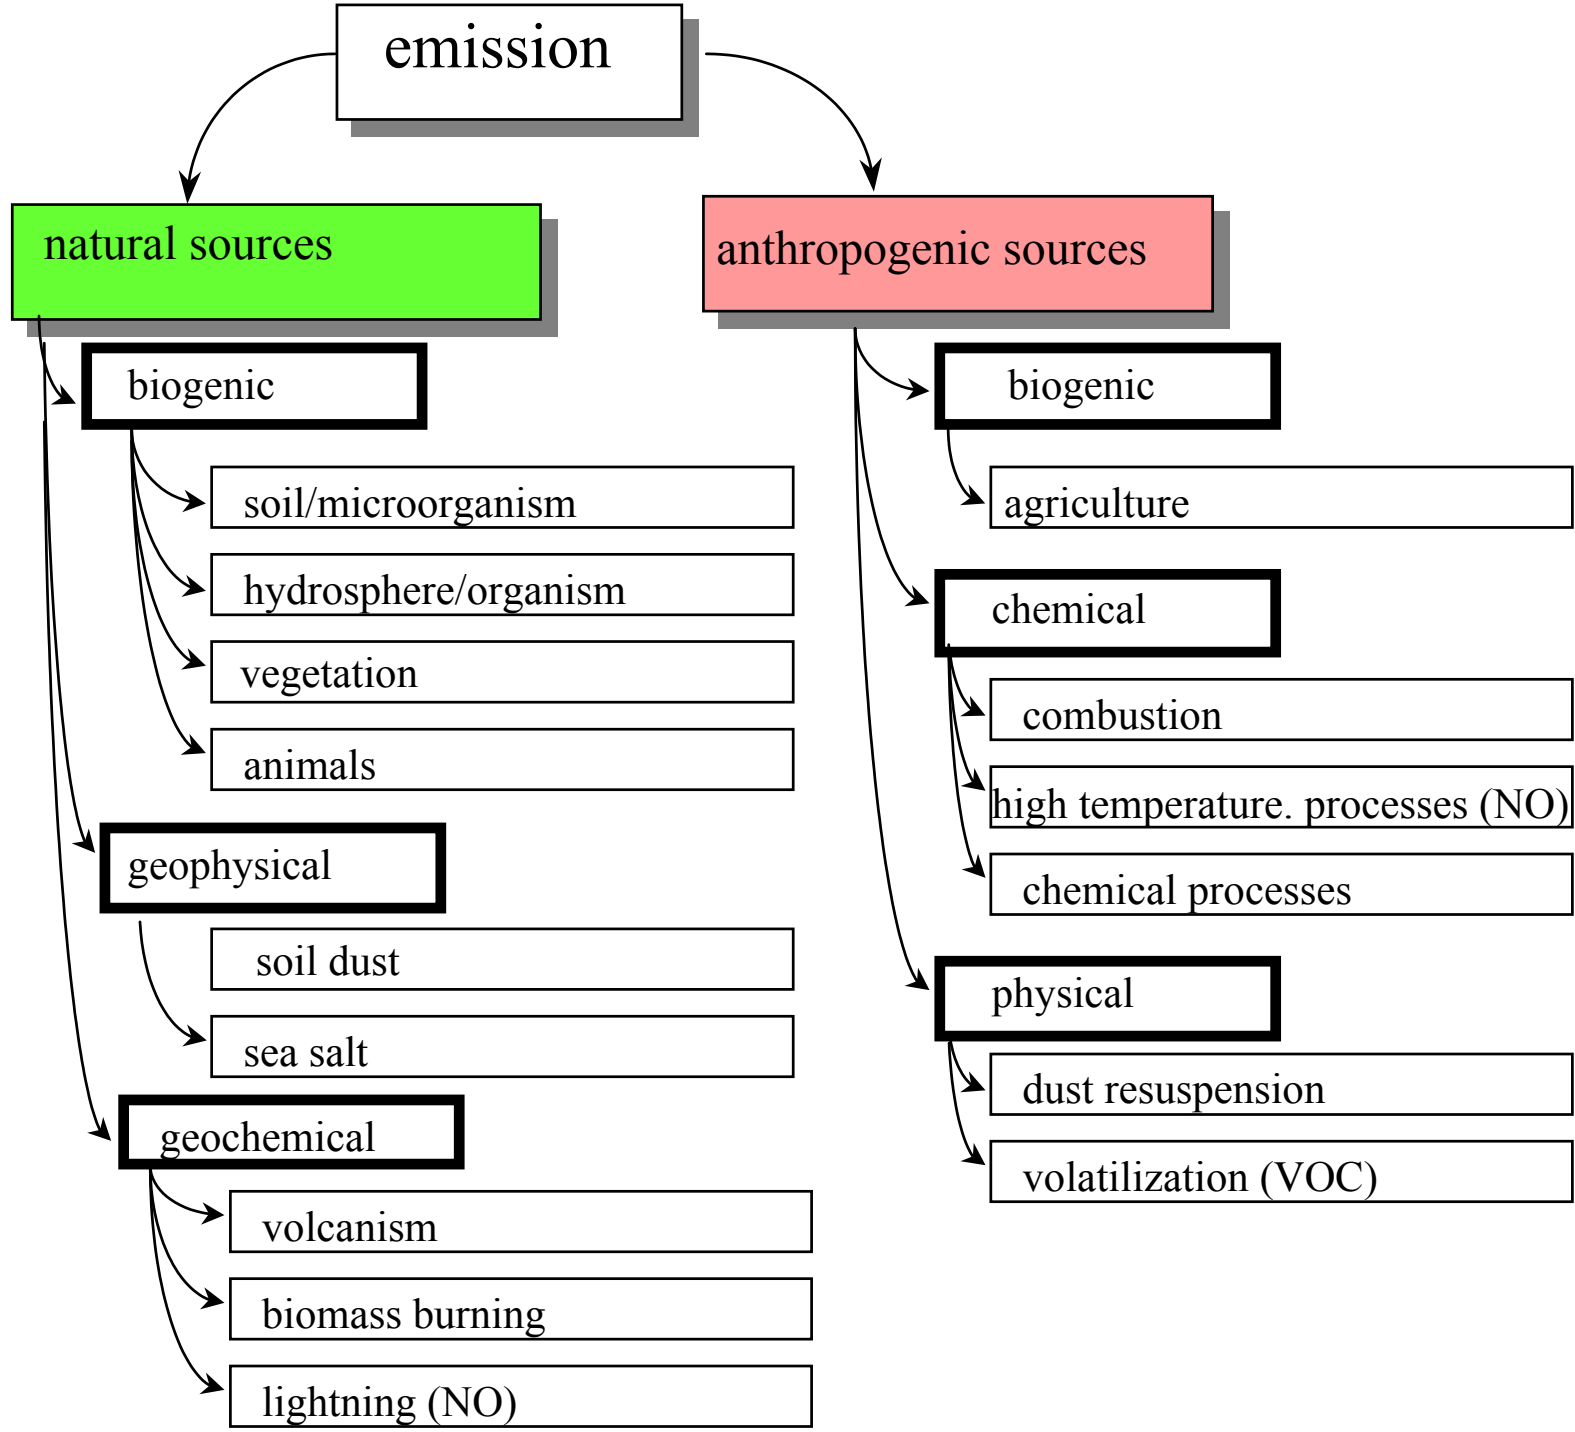 emission
natural sources
biogenic
soil/microorganism
hydrosphere/organism
vegetation
animals
geophysical
soil dust
sea salt
geochemical
volcanism
biomass burning
lightning (NO)
anthropogenic sources
biogenic
agriculture
chemical
combustion
high temperature. processes (NO)
chemical processes
physical
dust resuspension
volatilization (VOC)